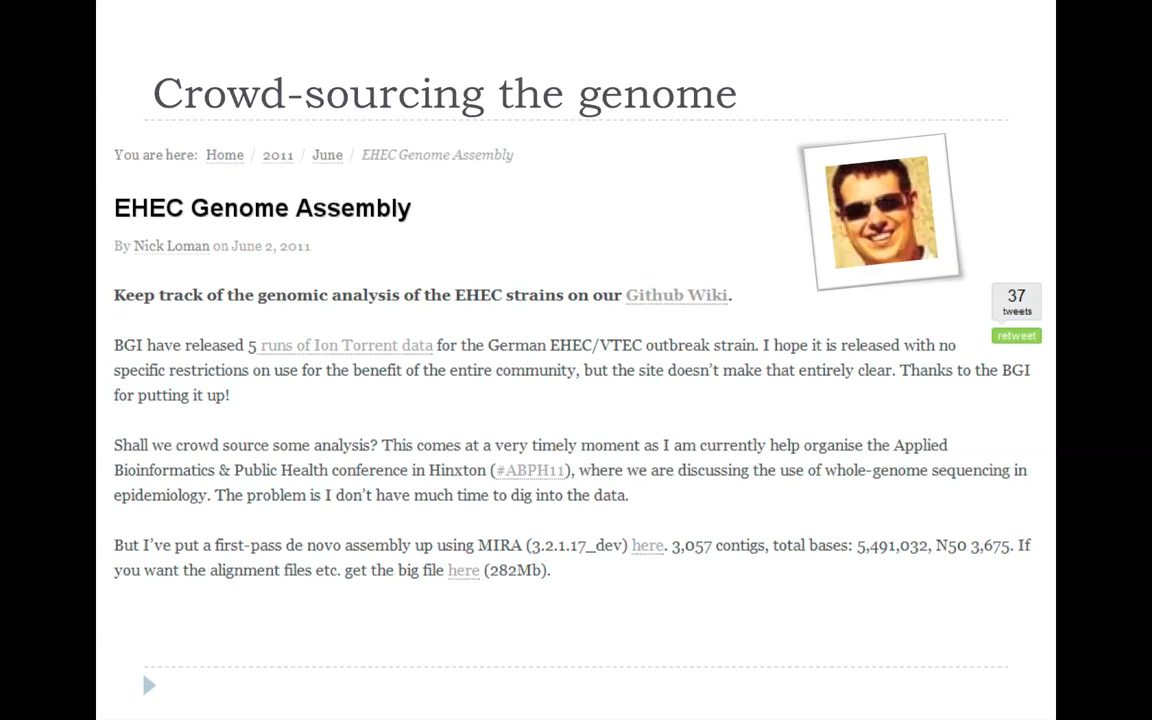 Crowd-sourcing the genome
You are here: Home / 2011 / June / EHEC Genome Assembly
EHEC Genome Assembly
By Nick Loman on June 2, 2011
Keep track of the genomic analysis of the EHEC strains on our Github Wiki.
37
tweets
retweet
BGI have released 5 runs of Ion Torrent data for the German EHEC/VTEC outbreak strain. I hope it is released with no
specific restrictions on use for the benefit of the entire community, but the site doesn't make that entirely clear. Thanks to the BGI
for putting it up!
Shall we crowd source some analysis? This comes at a very timely moment as I am currently help organise the Applied
Bioinformatics & Public Health conference in Hinxton (#ABPH11), where we are discussing the use of whole-genome sequencing in
epidemiology. The problem is I don't have much time to dig into the data.
But I've put a first-pass de novo assembly up using MIRA (3.2.1.17_dev) here. 3,057 contigs, total bases: 5,491,032, N50 3,675. If
you want the alignment files etc. get the big file here (282Mb).